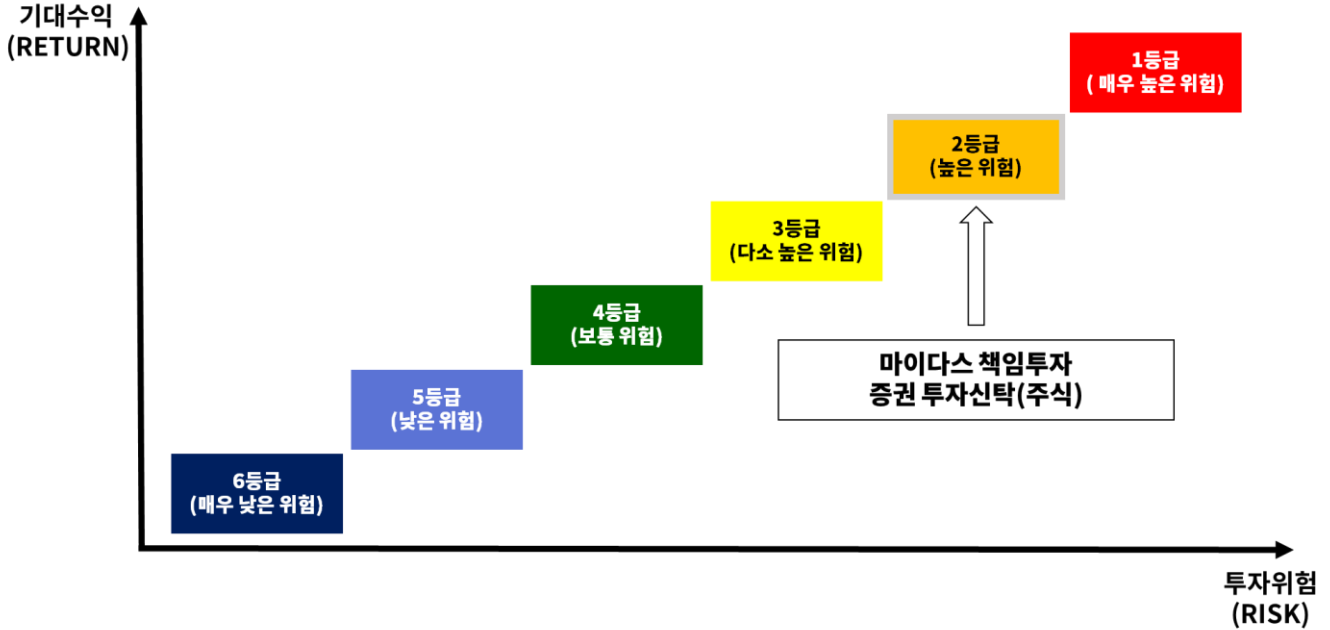 기대수익
(RETURN)
1등급
( 매우 높은 위험)
2등급
(높은 위험)
3등급
(다소 높은 위험)
4등급
(보통 위험)
마이다스 책임투자
증권 투자신탁(주식)
5등급
(낮은 위험)
6등급
(매우 낮은 위험)
투자위험
(RISK)